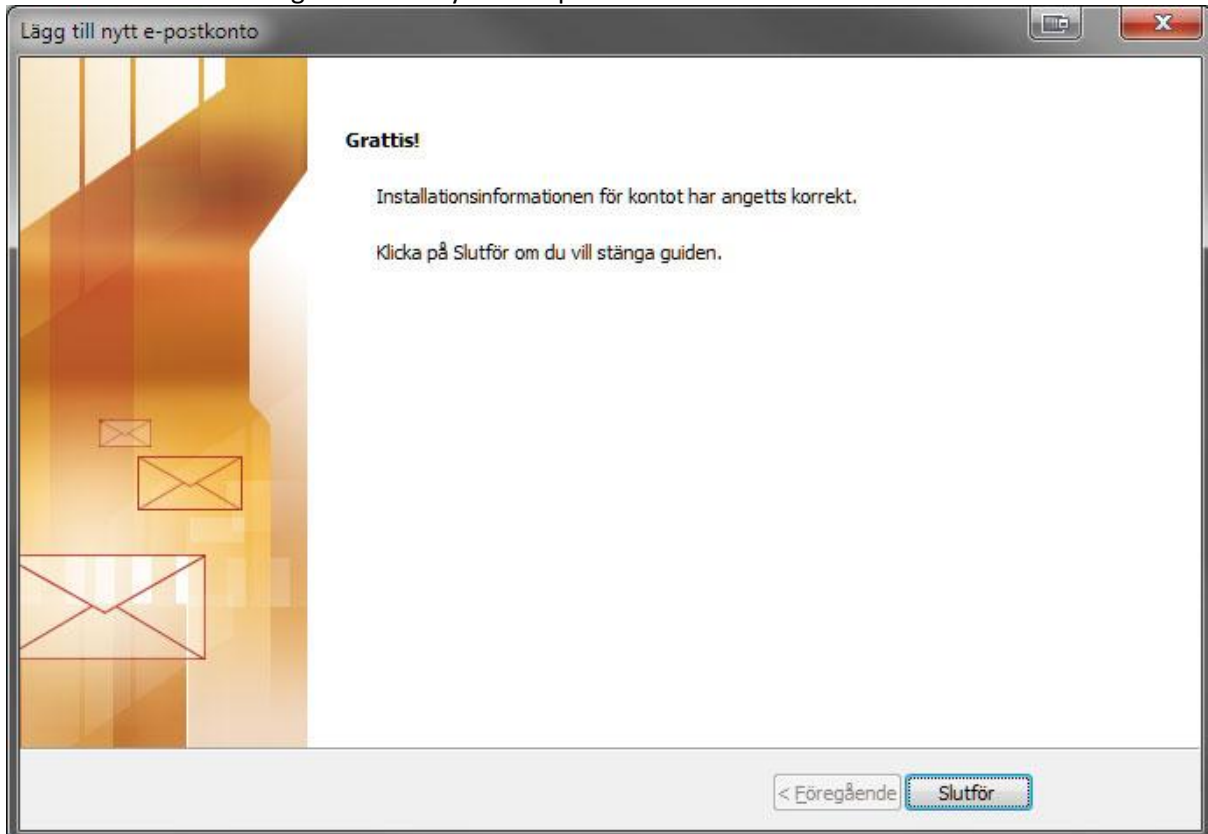 Lägg till nytt e-postkonto
Grattis!
Installationsinformationen för kontot har angetts korrekt.
Klicka på Slutför om du vill stänga guiden.
< Föregående
Slutför